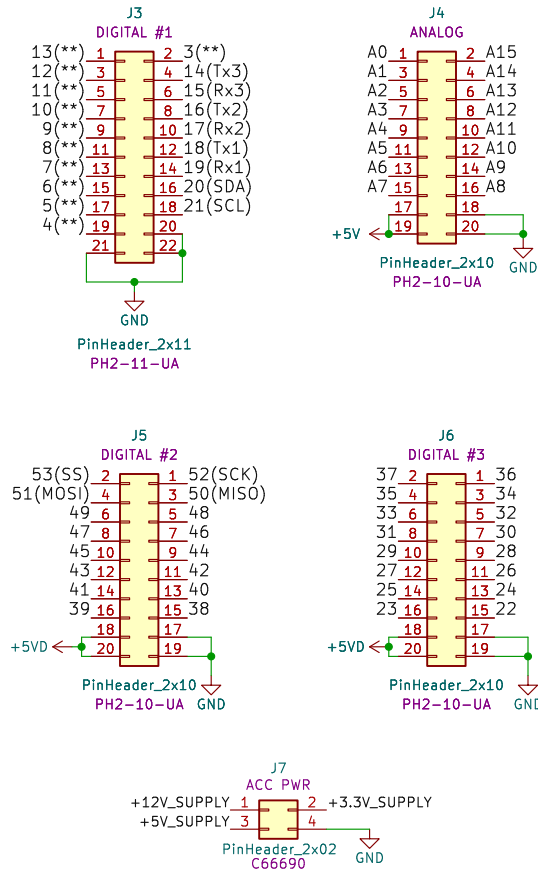 J3
DIGITAL #1
13(**) 1 2 3(**)
12(**) 3 4 14(Tx3)
11(**) 5 6 15(Rx3)
10(**) 7 8 16(Tx2)
9(**) 9 10 17(Rx2)
8(**) 11 12 18(Tx1)
7(**) 13 14 19(Rx1)
6(**) 15 16 20(SDA)
5(**) 17 18 21(SCL)
4(**) 19 20
21 22
GND
PinHeader_2x11
PH2-11-UA
J4
ANALOG
A0 1 2 A15
A1 3 4 A14
A2 5 6 A13
A3 7 8 A12
A4 9 10 A11
A5 11 12 A10
A6 13 14 A9
A7 15 16 A8
17 18
+5V 19 20
PinHeader_2x10 GND
PH2-10-UA
J5
DIGITAL #2
53(SS) 2 1 52(SCK)
51(MOSI) 4 3 50(MISO)
49 6 5 48
47 8 7 46
45 10 9 44
43 12 11 42
41 14 13 40
39 16 15 38
18 17
+5VD 20 19
PinHeader_2x10
PH2-10-UA GND
J6
DIGITAL #3
37 2 1 36
35 4 3 34
33 6 5 32
31 8 7 30
29 10 9 28
27 12 11 26
25 14 13 24
23 16 15 22
18 17
+5VD 20 19
PinHeader_2x10
PH2-10-UA GND
J7
ACC PWR
+12V_SUPPLY 1 2 +3.3V_SUPPLY
+5V_SUPPLY 3 4
PinHeader_2x02 GND
C66690